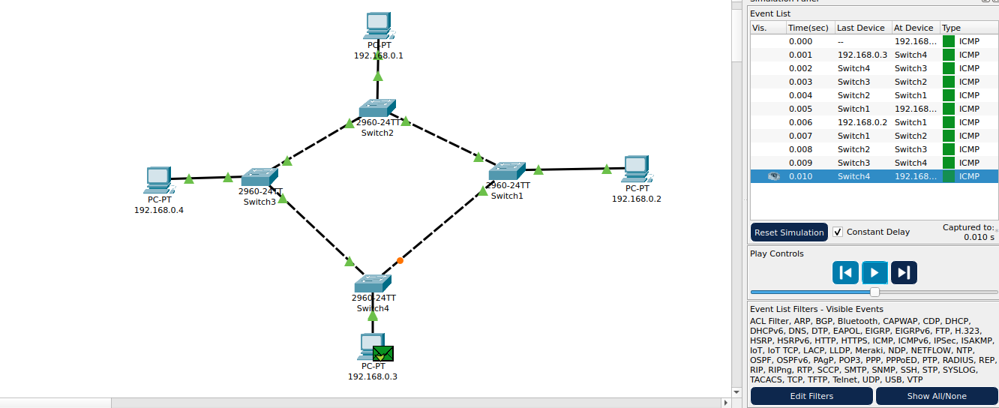 PC-PT
192.168.0.1
2960-24TT
Switch2
PC-PT
192.168.0.4
2960-24TT
Switch3
2960-24TT
Switch1
PC-PT
192.168.0.2
2960-24TT
Switch4
PC-PT
192.168.0.3
Simulation Panel
Event List
Vis. Time(sec) Last Device At Device Type
0.000 -- 192.168... ICMP
0.001 192.168.0.3 Switch4 ICMP
0.002 Switch4 Switch3 ICMP
0.003 Switch3 Switch2 ICMP
0.004 Switch2 Switch1 ICMP
0.005 Switch1 192.168... ICMP
0.006 192.168.0.2 Switch1 ICMP
0.007 Switch1 Switch2 ICMP
0.008 Switch2 Switch3 ICMP
0.009 Switch3 Switch4 ICMP
0.010 Switch4 192.168... ICMP
Reset Simulation Constant Delay Captured to:
0.010 s
Play Controls
Event List Filters - Visible Events
ACL Filter, ARP, BGP, Bluetooth, CAPWAP, CDP, DHCP,
DHCPv6, DNS, DTP, EAPOL, EIGRP, EIGRPv6, FTP, H.323,
HSRP, HSRPv6, HTTP, HTTPS, ICMP, ICMPv6, IPSec, ISAKMP,
IoT, IoT TCP, LACP, LLDP, Meraki, NDP, NETFLOW, NTP,
OSPF, OSPFv6, PAgP, POP3, PPP, PPPoED, PTP, RADIUS, REP,
RIP, RIPng, RTP, SCCP, SMTP, SNMP, SSH, STP, SYSLOG,
TACACS, TCP, TFTP, Telnet, UDP, USB, VTP
Edit Filters Show All/None